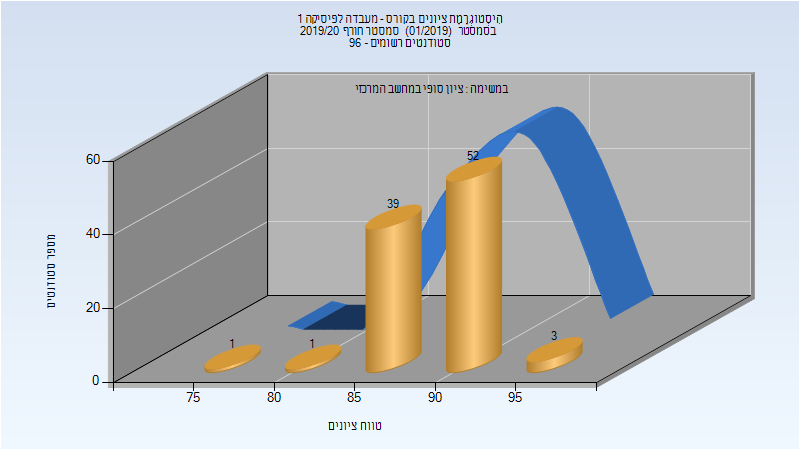 היסטוגרמת ציונים בקורס - מעבדה לפיסיקה 1
בסמסטר (01/2019) סמסטר חורף 2019/20
סטודנטים רשומים - 96
במשימה : ציון סופי במחשב המרכזי
מספר סטודנטים
60
40
20
0
1
1
39
52
3
75
80
85
90
95
טווח ציונים